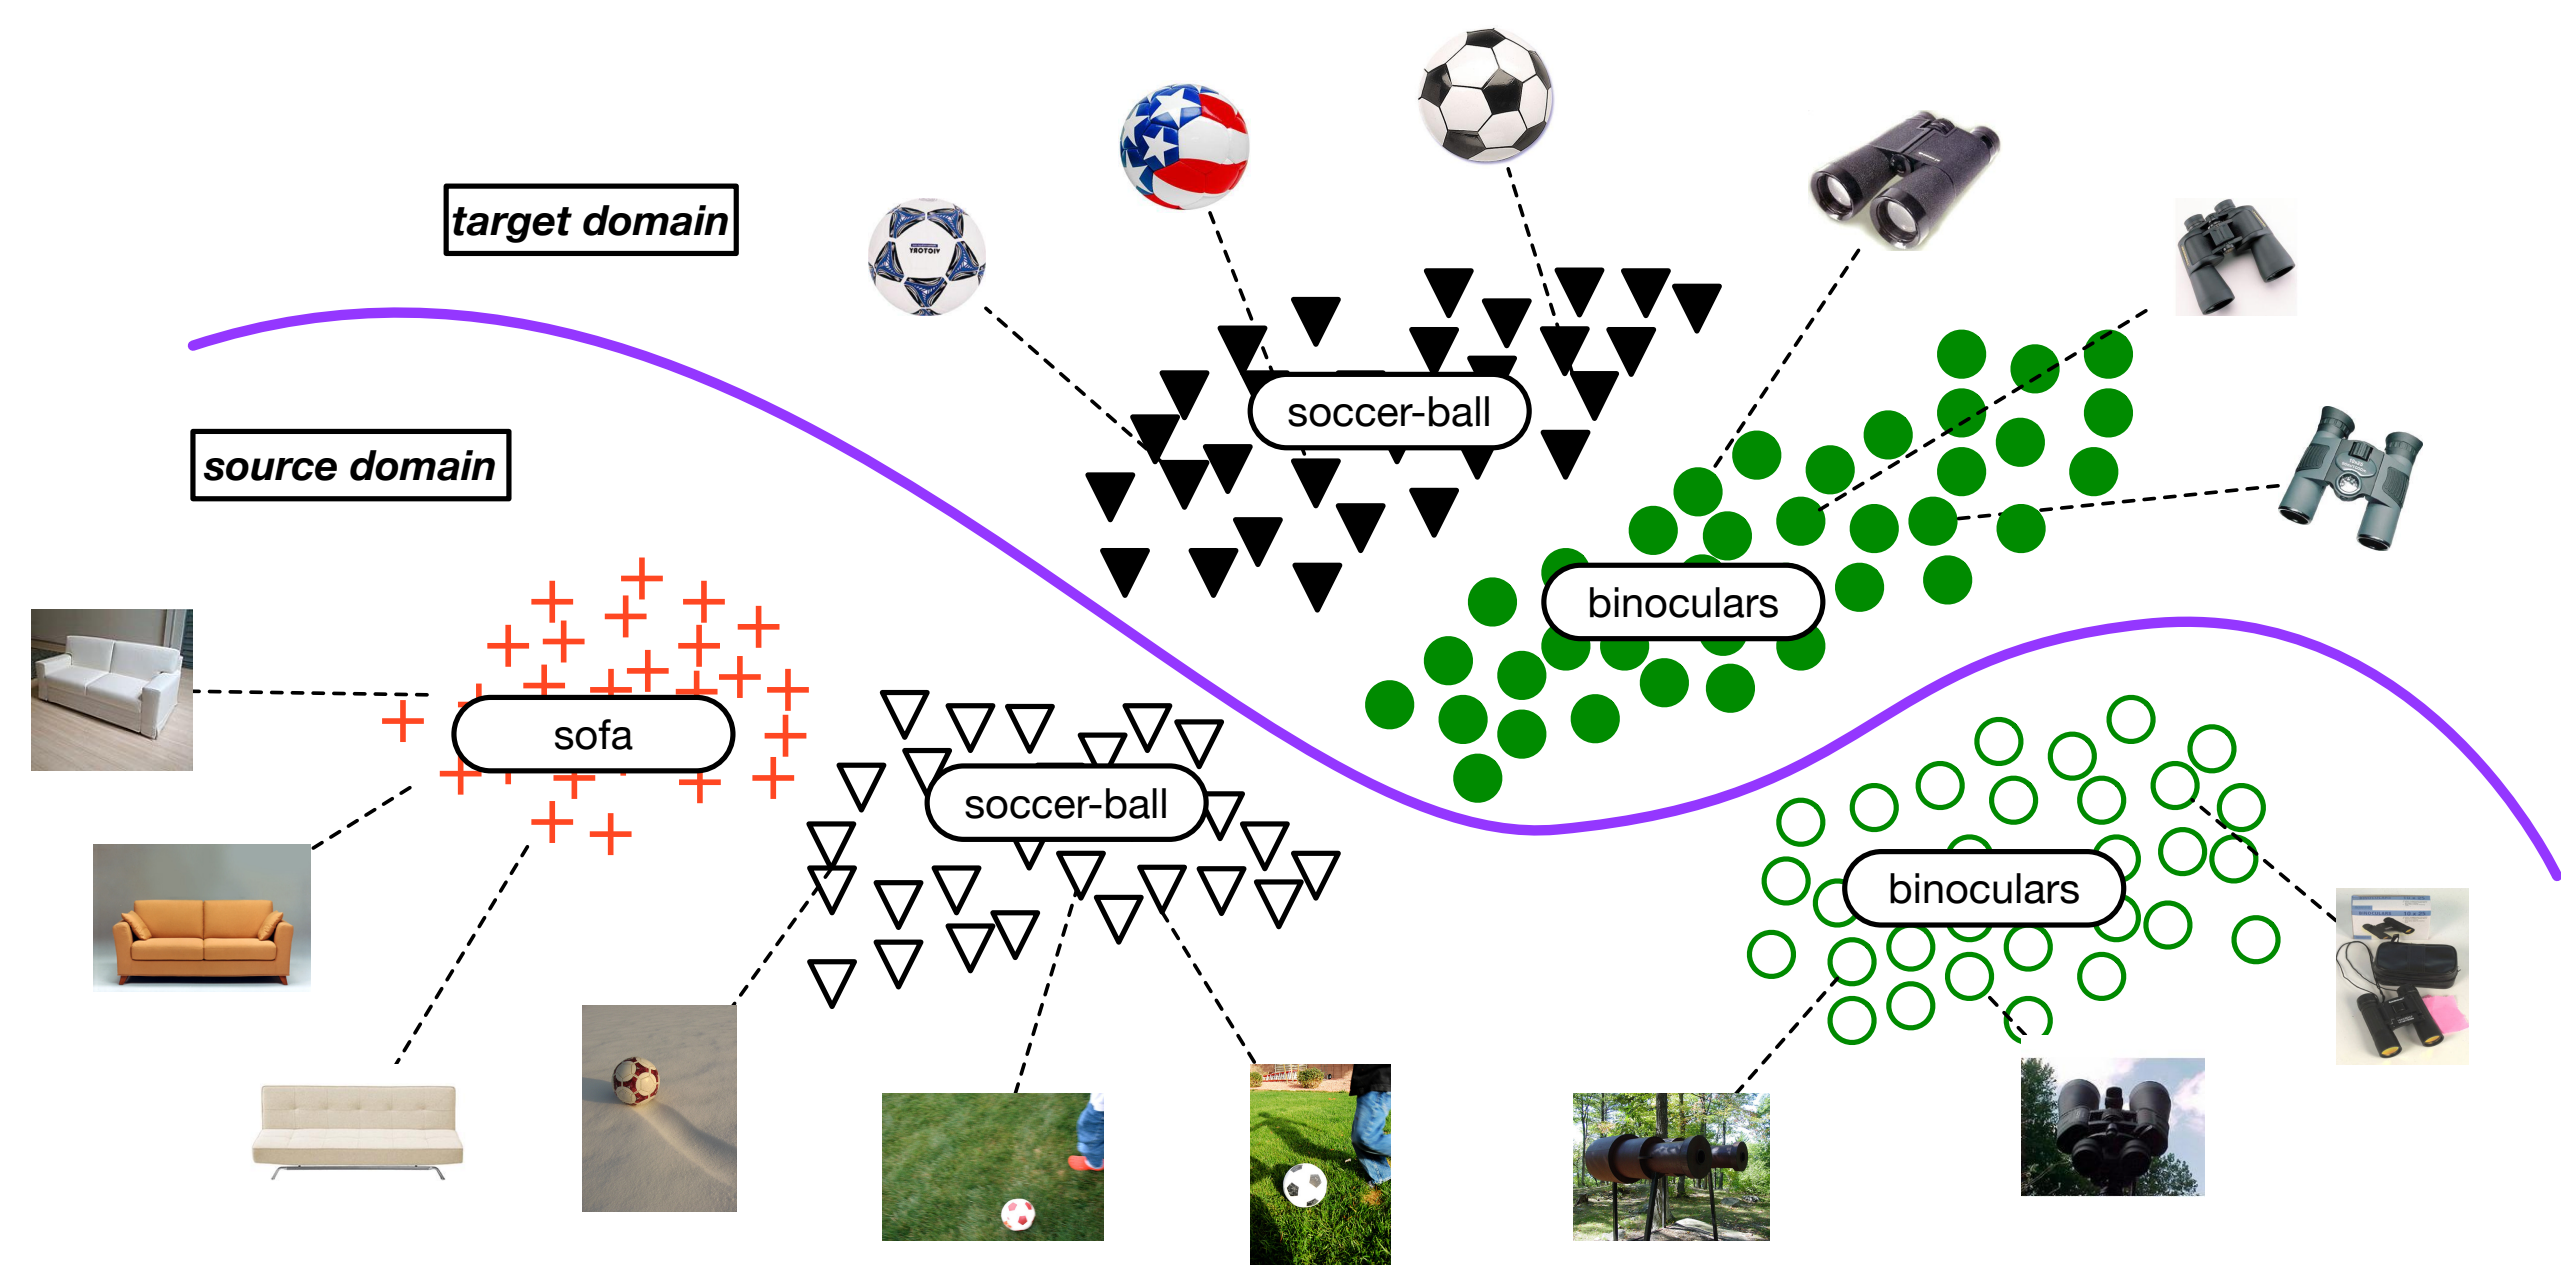 target domain
source domain
soccer-ball
binoculars
sofa
soccer-ball
binoculars